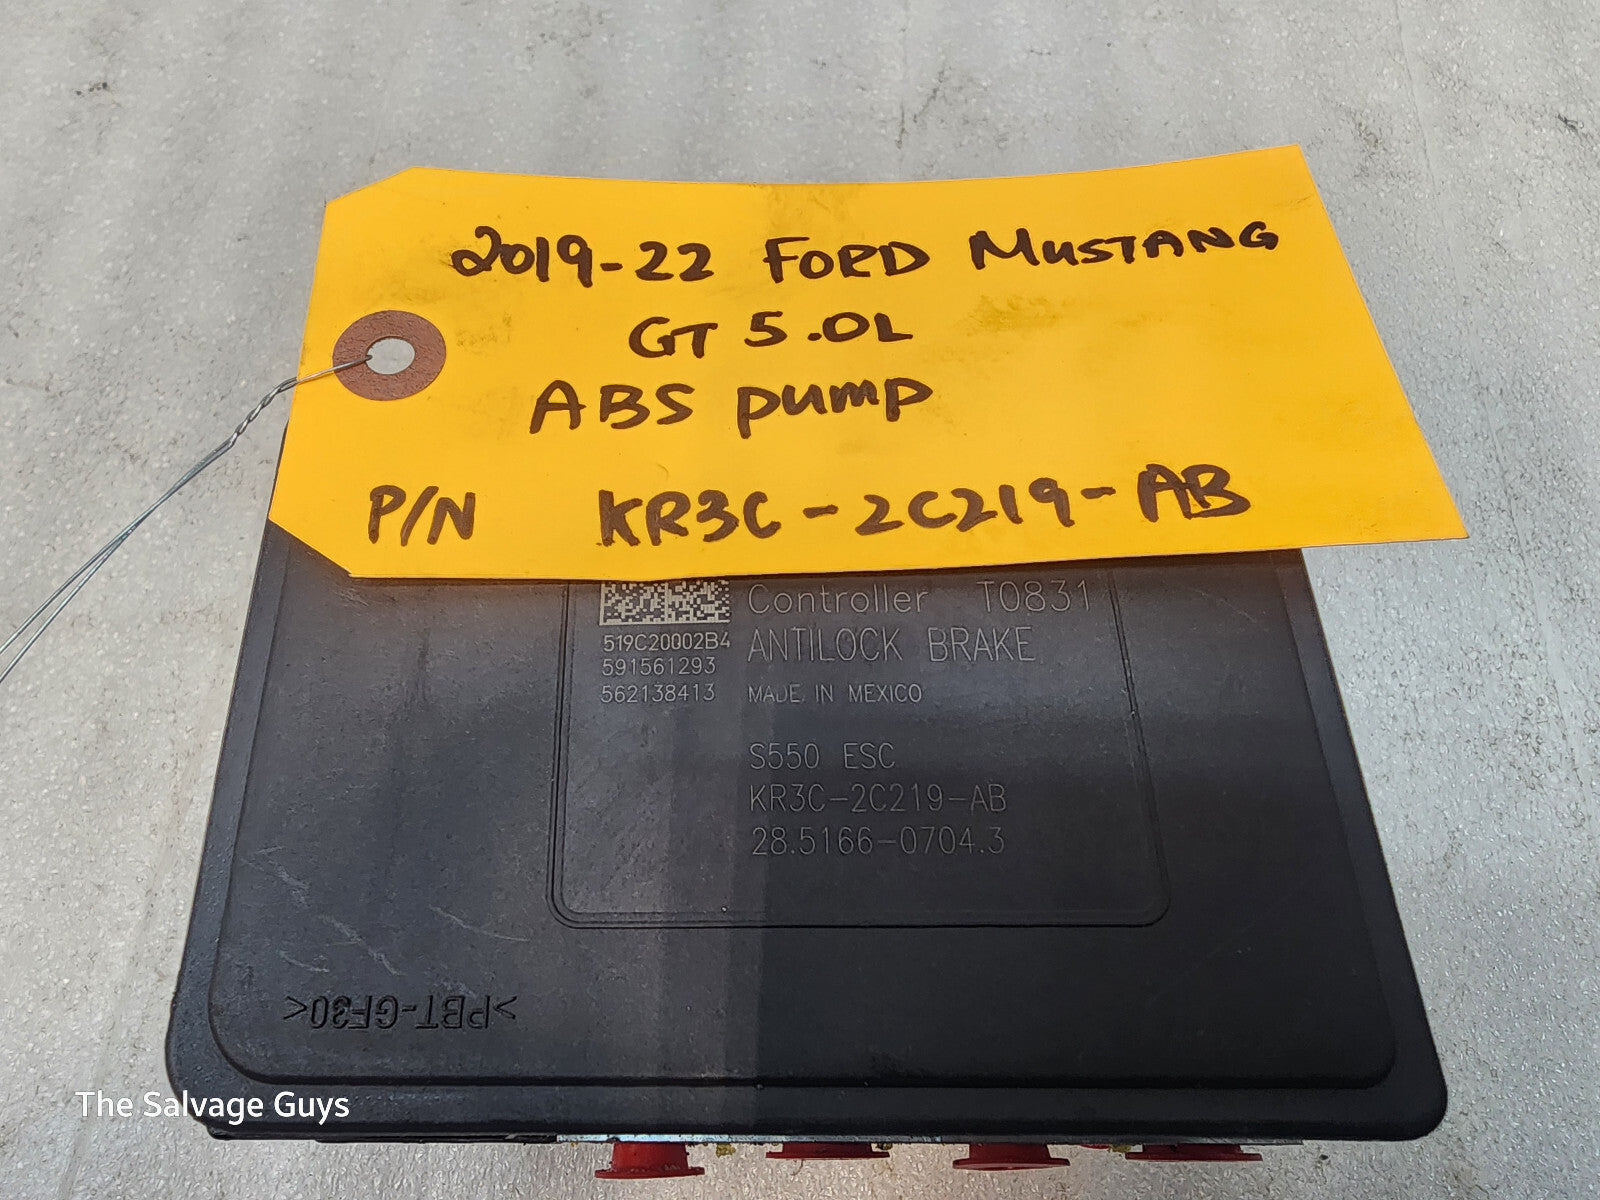 2019-22 FORD MUSTANG
GT 5.0L
ABS pump
P/N KR3C-2C219-AB
Controller T0831
519C20002B4 ANTILOCK BRAKE
591561293
562138413 MADE IN MEXICO
S550 ESC
KR3C-2C219-AB
28.5166-0704.3
>PBT-GF30<
The Salvage Guys